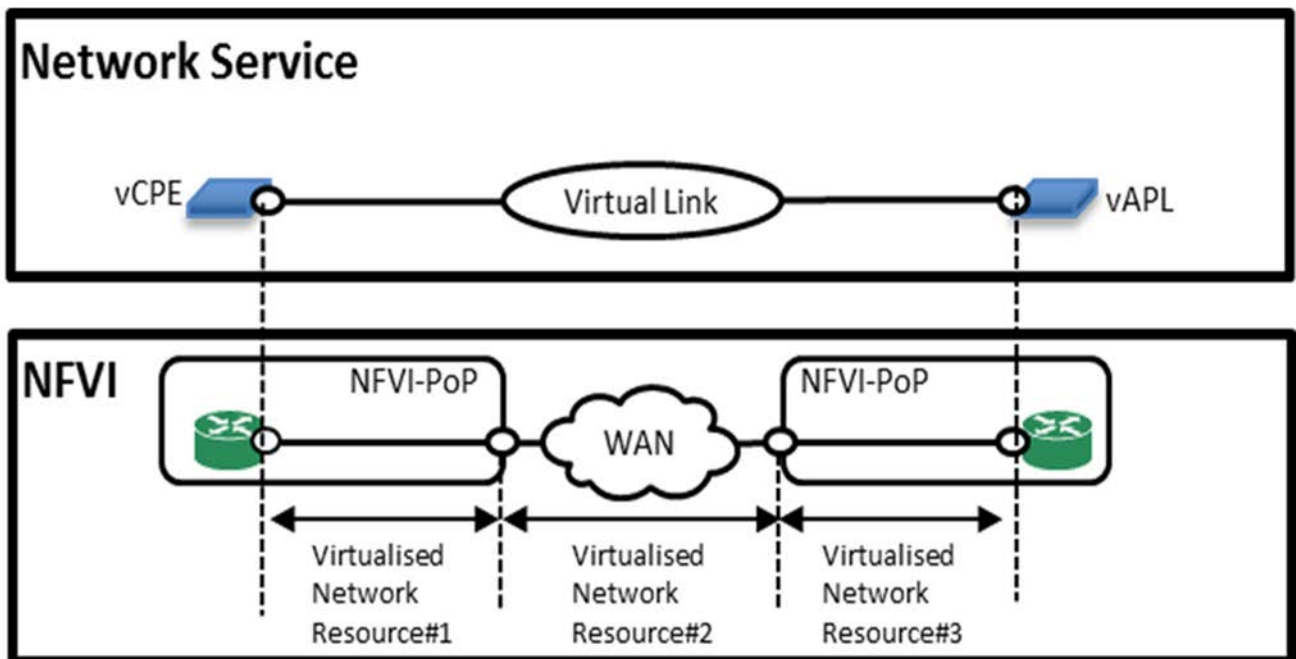 Network Service
vCPE
Virtual Link
vAPL
NFVI
NFVI-PoP
NFVI-PoP
WAN
Virtualised
Network
Resource#1
Virtualised
Network
Resource#2
Virtualised
Network
Resource#3